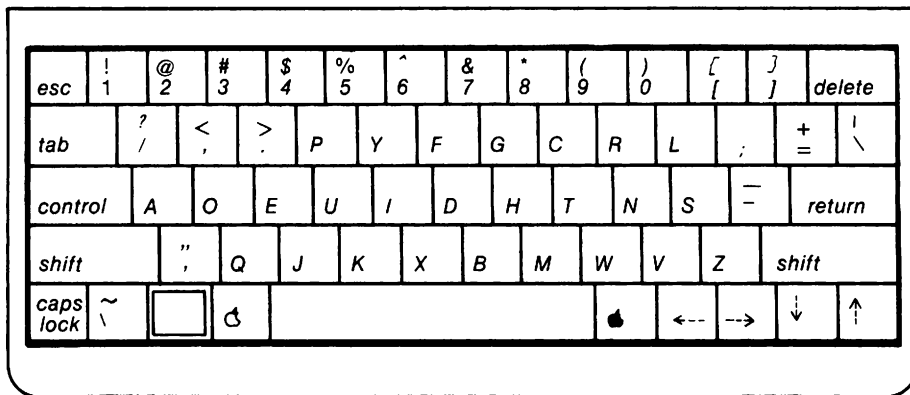 ! @ # $ % ^ & * ( ) { }
esc 1 2 3 4 5 6 7 8 9 0 [ ] delete
? < > + |
tab / , . P Y F G C R L ; = \
—
control A O E U I D H T N S - return
"
shift ' Q J K X B M W V Z shift
caps ~
lock \